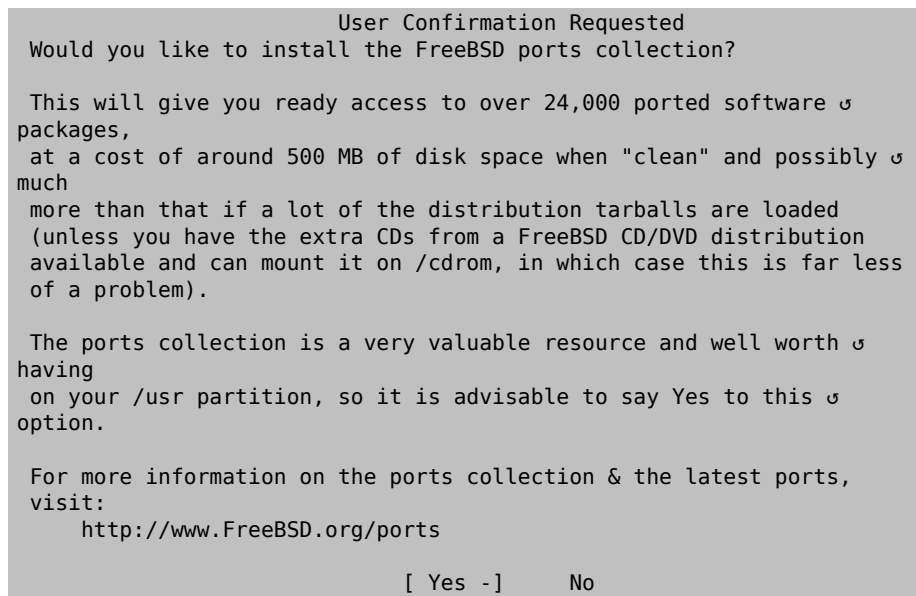 User Confirmation Requested
Would you like to install the FreeBSD ports collection?
This will give you ready access to over 24,000 ported software ↺
packages,
at a cost of around 500 MB of disk space when "clean" and possibly ↺
much
more than that if a lot of the distribution tarballs are loaded
(unless you have the extra CDs from a FreeBSD CD/DVD distribution
available and can mount it on /cdrom, in which case this is far less
of a problem).
The ports collection is a very valuable resource and well worth ↺
having
on your /usr partition, so it is advisable to say Yes to this ↺
option.
For more information on the ports collection & the latest ports,
visit:
http://www.FreeBSD.org/ports
[ Yes -]     No